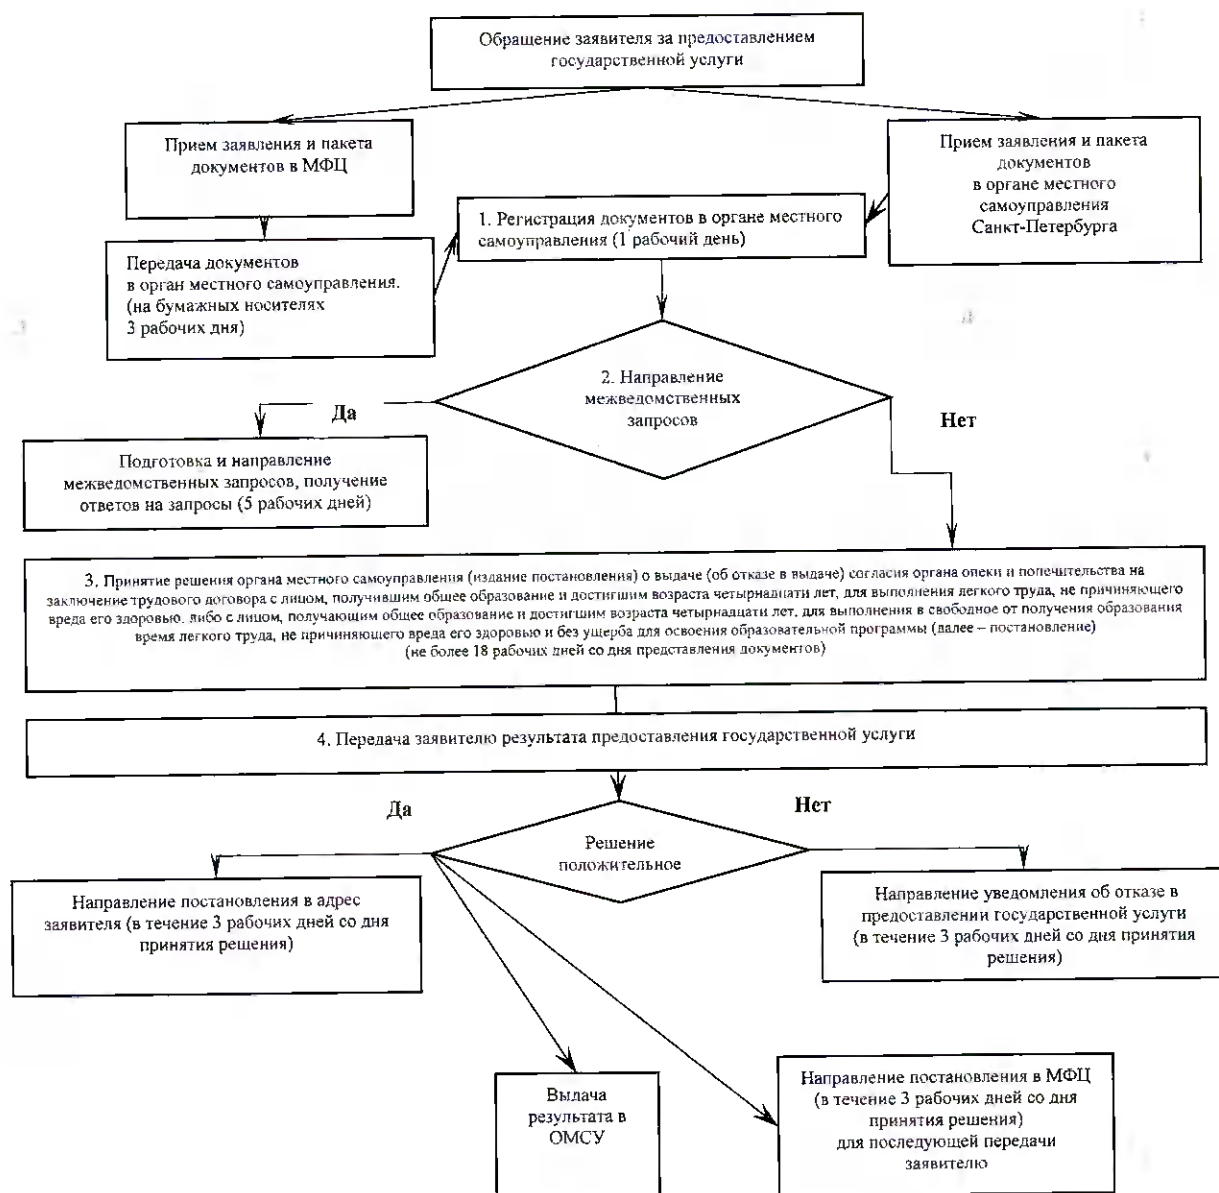 Обращение заявителя за предоставлением
государственной услуги
Прием заявления и пакета
документов в МФЦ
Прием заявления и пакета
документов
в органе местного
самоуправления
Санкт-Петербурга
1. Регистрация документов в органе местного
самоуправления (1 рабочий день)
Передача документов
в орган местного самоуправления.
(на бумажных носителях
3 рабочих дня)
2. Направление
межведомственных
запросов
Да
Нет
Подготовка и направление
межведомственных запросов, получение
ответов на запросы (5 рабочих дней)
3. Принятие решения органа местного самоуправления (издание постановления) о выдаче (об отказе в выдаче) согласия органа опеки и попечительства на
заключение трудового договора с лицом, получившим общее образование и достигшим возраста четырнадцати лет, для выполнения легкого труда, не причиняющего
вреда его здоровью, либо с лицом, получающим общее образование и достигшим возраста четырнадцати лет, для выполнения в свободное от получения образования
время легкого труда, не причиняющего вреда его здоровью и без ущерба для освоения образовательной программы (далее – постановление)
(не более 18 рабочих дней со дня представления документов)
4. Передача заявителю результата предоставления государственной услуги
Да
Нет
Решение
положительное
Направление постановления в адрес
заявителя (в течение 3 рабочих дней со дня
принятия решения)
Направление уведомления об отказе в
предоставлении государственной услуги
(в течение 3 рабочих дней со дня принятия
решения)
Выдача
результата в
ОМСУ
Направление постановления в МФЦ
(в течение 3 рабочих дней со дня
принятия решения)
для последующей передачи
заявителю